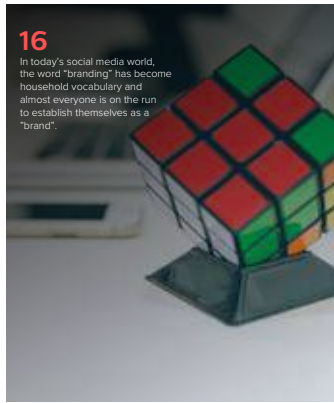 16
In today's social media world,
the word "branding" has become
household vocabulary and
almost everyone is on the run
to establish themselves as a
"brand".